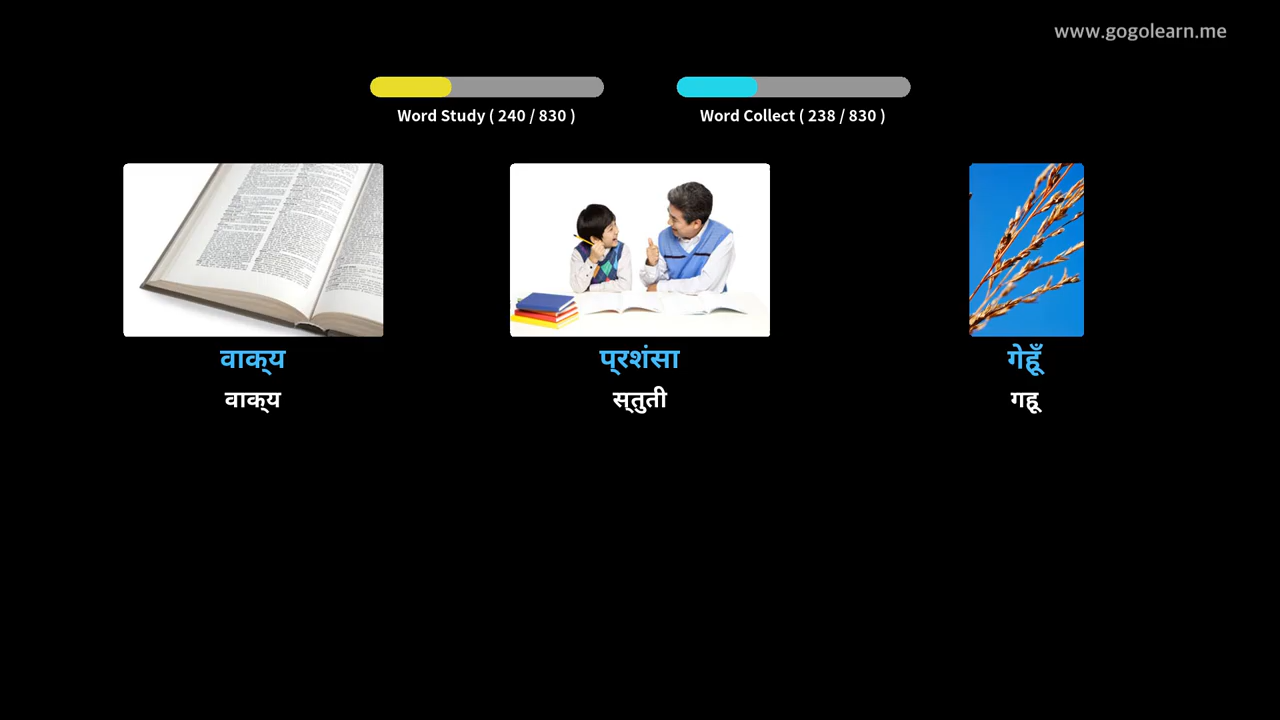 www.gogolearn.me
Word Study ( 240 / 830 )
Word Collect ( 238 / 830 )
वाक्य
प्रशंसा
गेहूँ
वाक्य
स्तुती
गहू